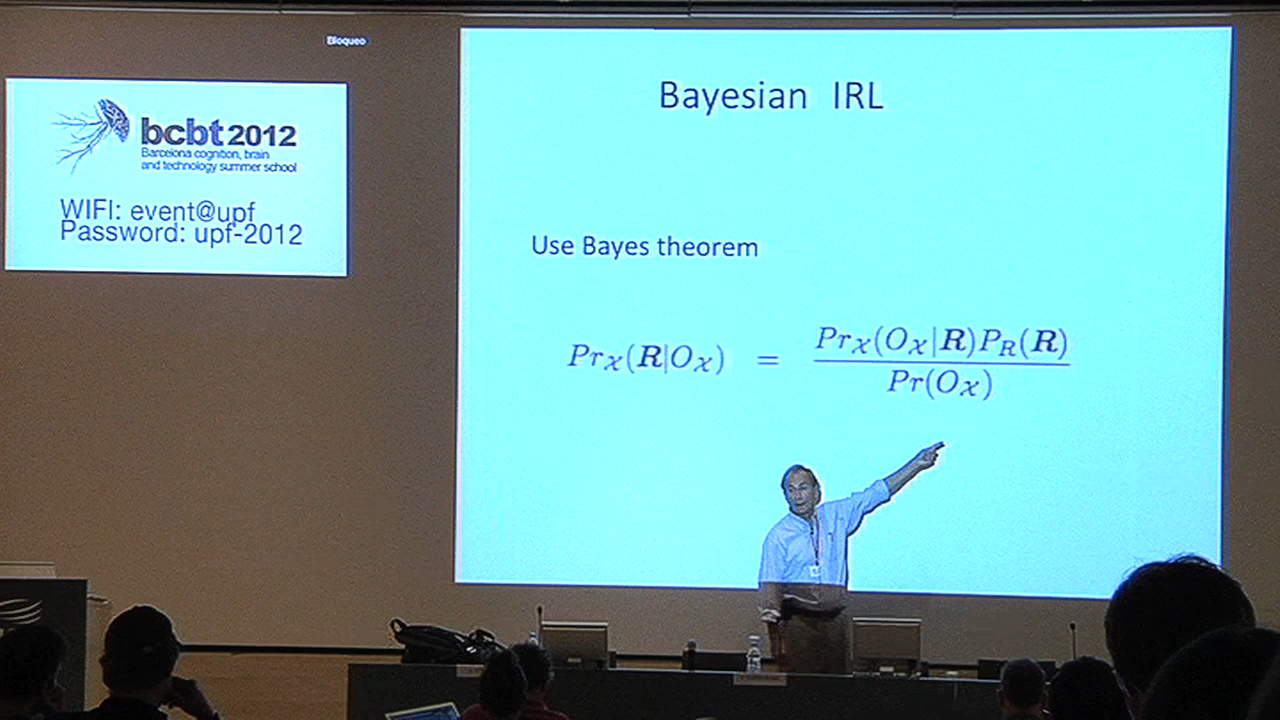 Bloqueo
bcbt2012
Barcelona cognition, brain
and technology summer school
WIFI: event@upf
Password: upf-2012
Bayesian IRL
Use Bayes theorem
Pr𝒳(R|O𝒳) = Pr𝒳(O𝒳|R)P_R(R)
Pr(O𝒳)